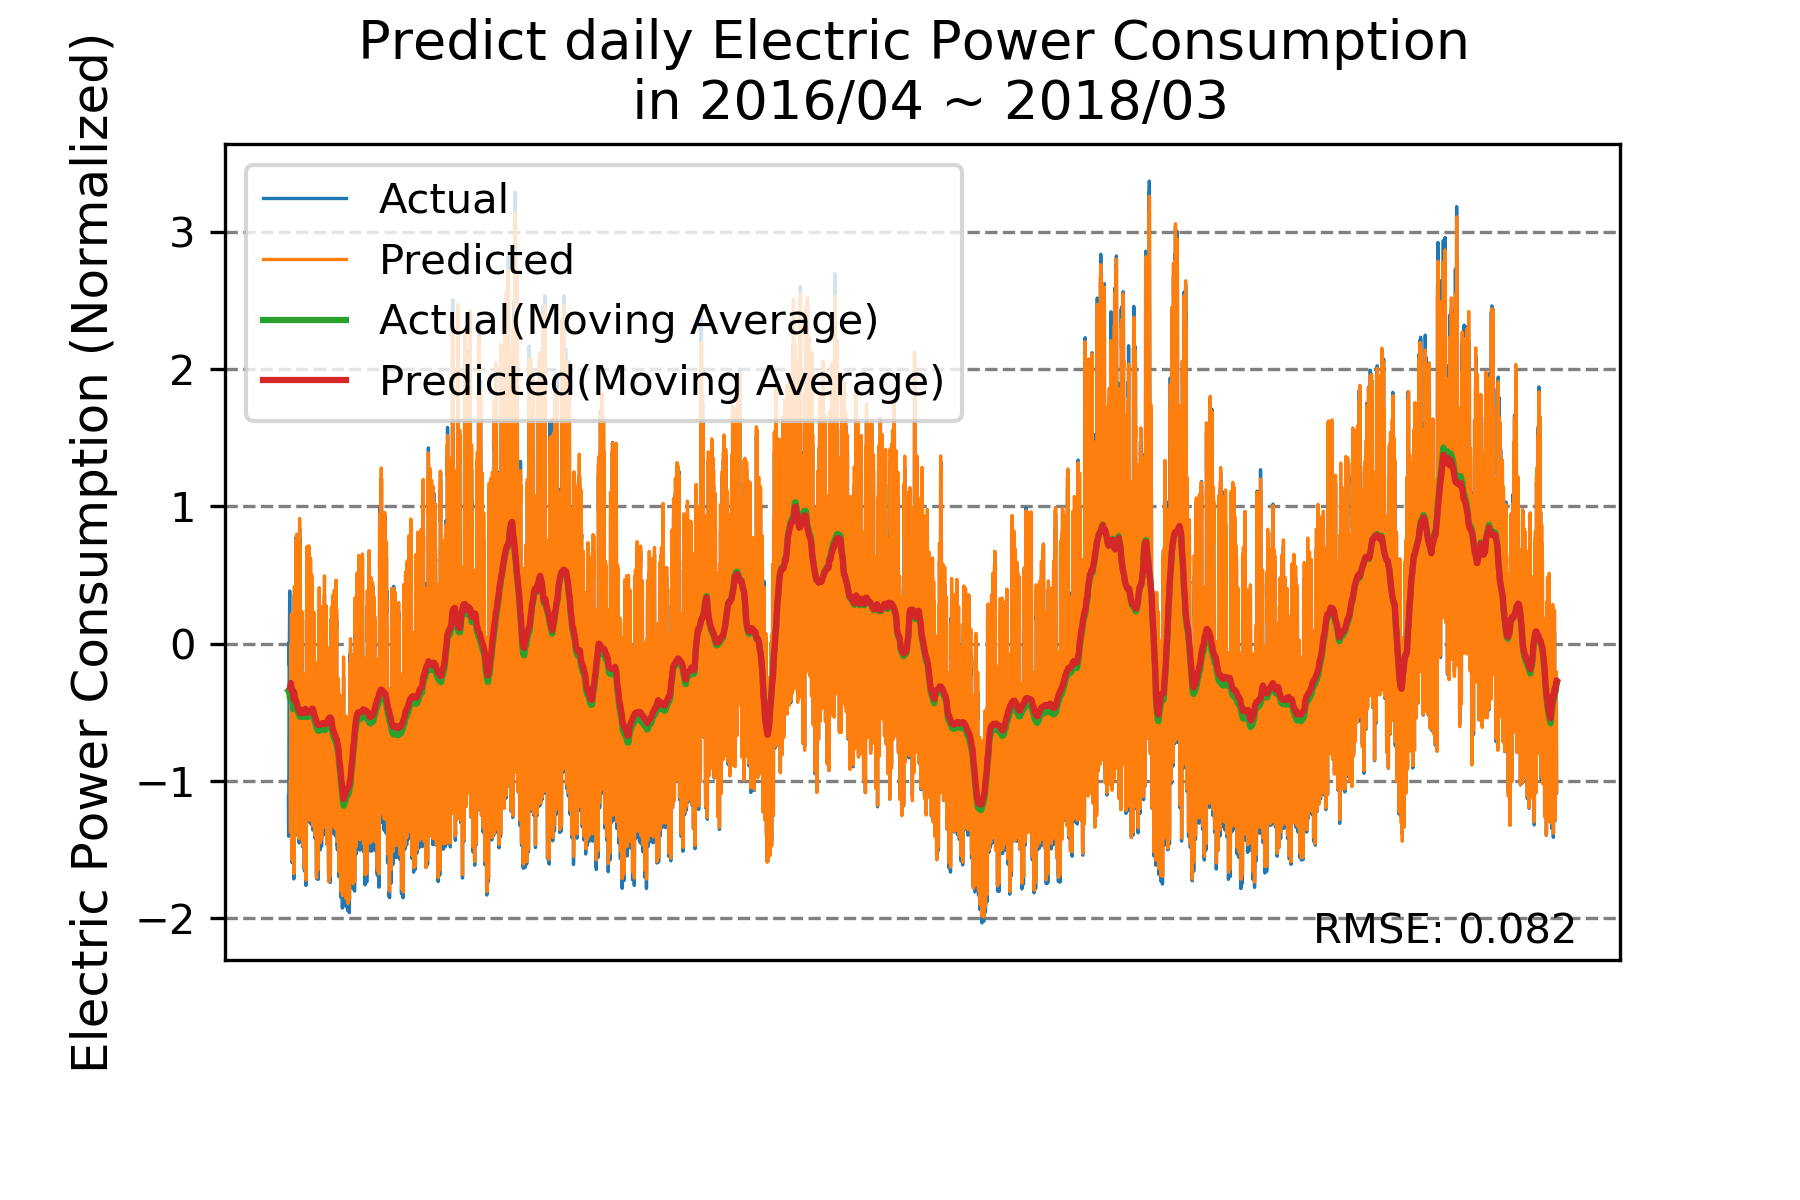 Predict daily Electric Power Consumption
in 2016/04 ~ 2018/03
Electric Power Consumption (Normalized)
Actual
Predicted
Actual(Moving Average)
Predicted(Moving Average)
3
2
1
0
−1
−2
RMSE: 0.082